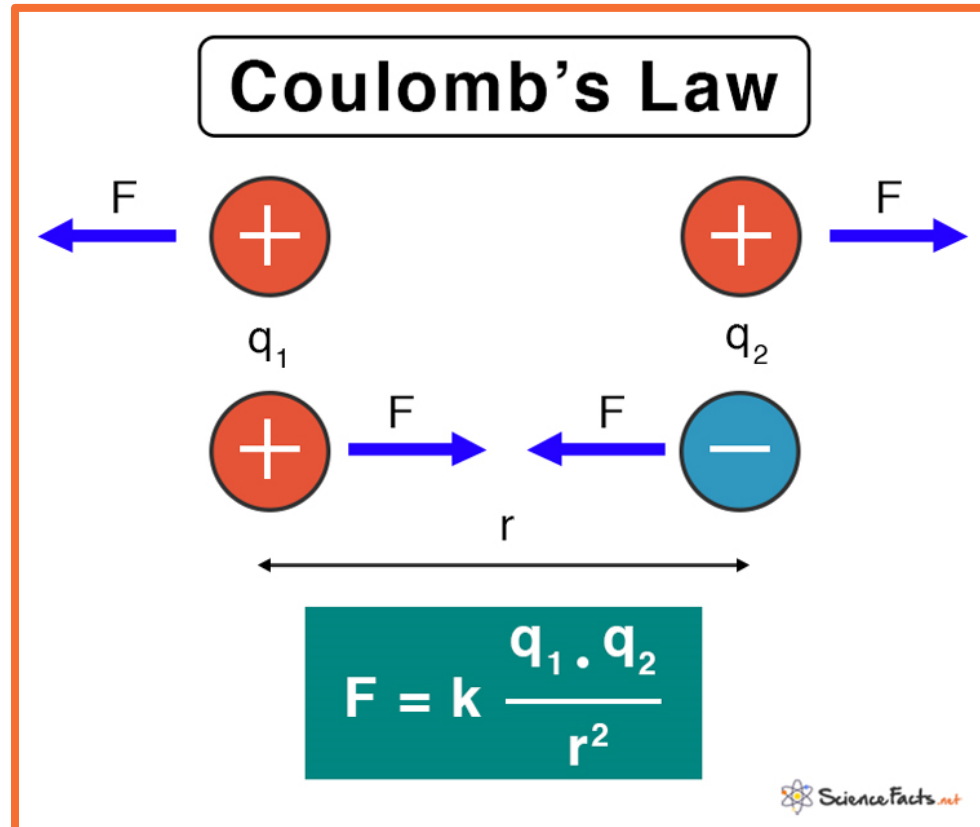 Coulomb's Law
F F
+ +
q₁ q₂
F F
+ −
r
F = k q₁ . q₂ / r²
ScienceFacts.net